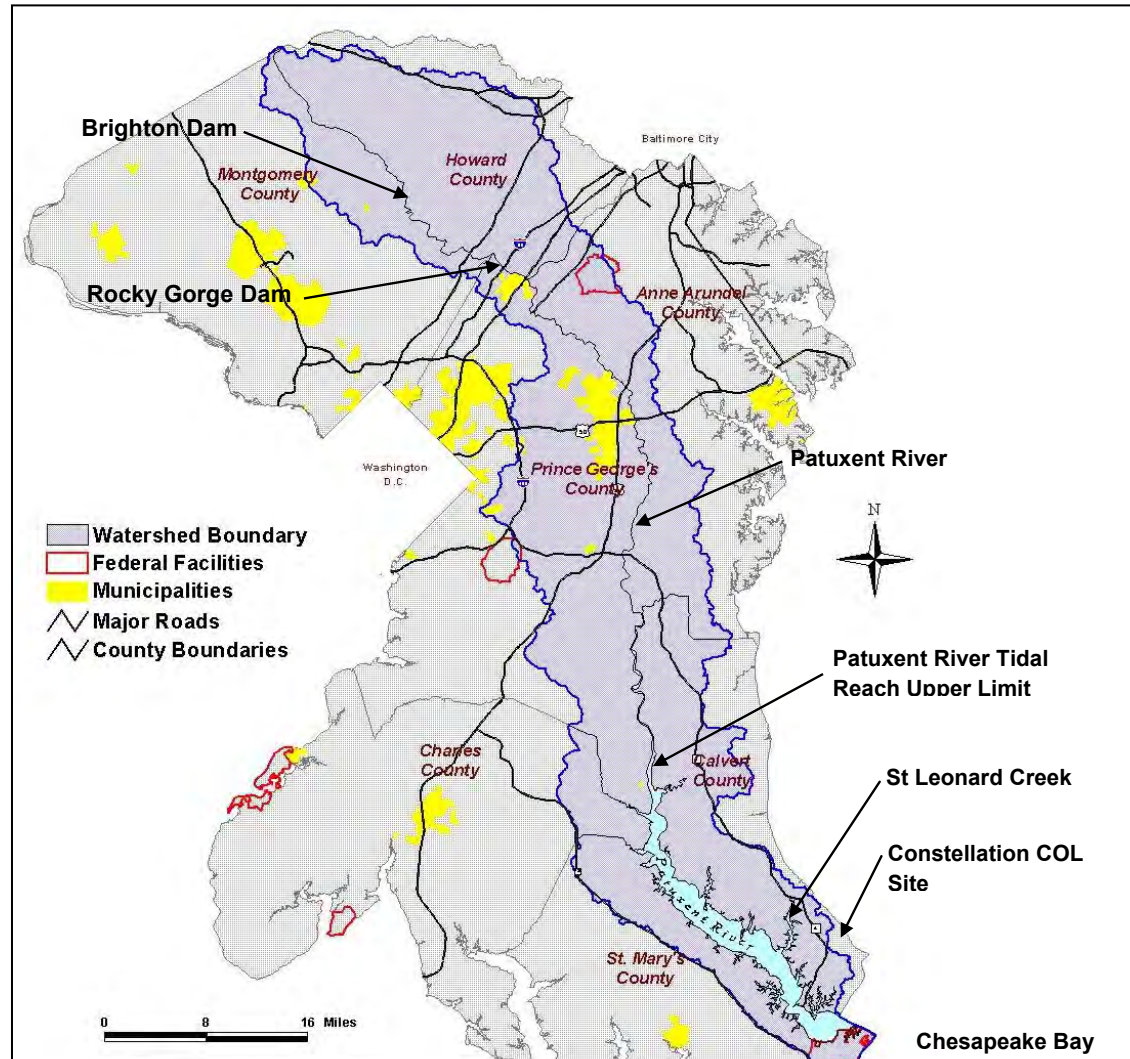 Brighton Dam
Baltimore City
Howard
County
Montgomery
County
Rocky Gorge Dam
Anne Arundel
County
50
Patuxent River
Washington
D.C.
Prince George's
County
N
Watershed Boundary
Federal Facilities
Municipalities
Major Roads
County Boundaries
Patuxent River Tidal
Reach Upper Limit
Charles
County
Calvert
County
St Leonard Creek
Constellation COL
Site
Patuxent River
4
St. Mary's
County
0 8 16 Miles
Chesapeake Bay